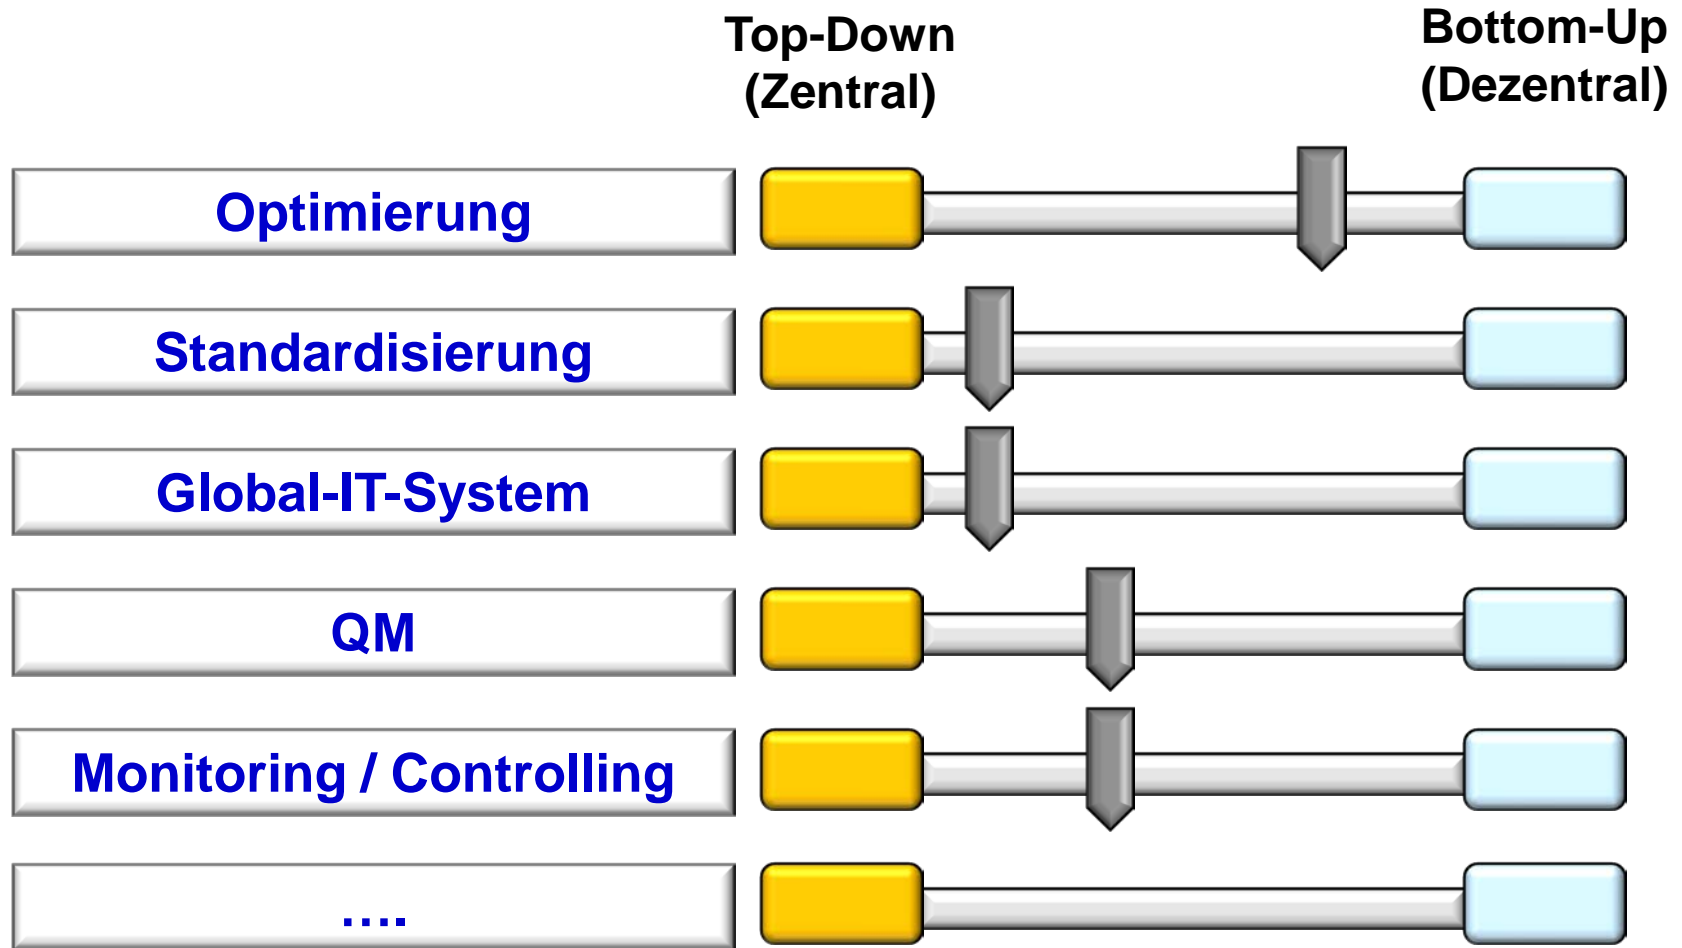 Top-Down
(Zentral)
Bottom-Up
(Dezentral)
Optimierung
Standardisierung
Global-IT-System
QM
Monitoring / Controlling
….